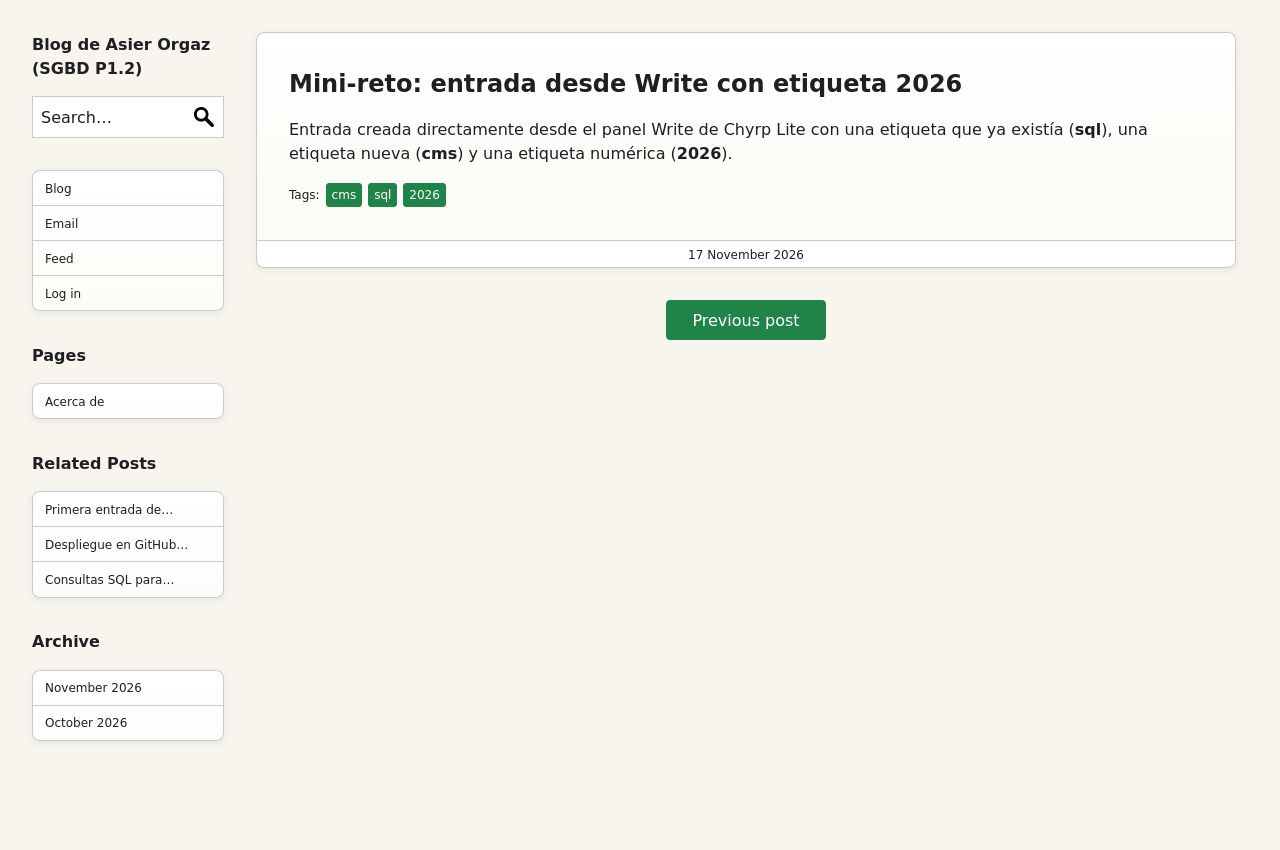 Blog de Asier Orgaz
(SGBD P1.2)
Search…
Blog
Email
Feed
Log in
Pages
Acerca de
Related Posts
Primera entrada de…
Despliegue en GitHub…
Consultas SQL para…
Archive
November 2026
October 2026
Mini-reto: entrada desde Write con etiqueta 2026
Entrada creada directamente desde el panel Write de Chyrp Lite con una etiqueta que ya existía (sql), una
etiqueta nueva (cms) y una etiqueta numérica (2026).
Tags: cms sql 2026
17 November 2026
Previous post